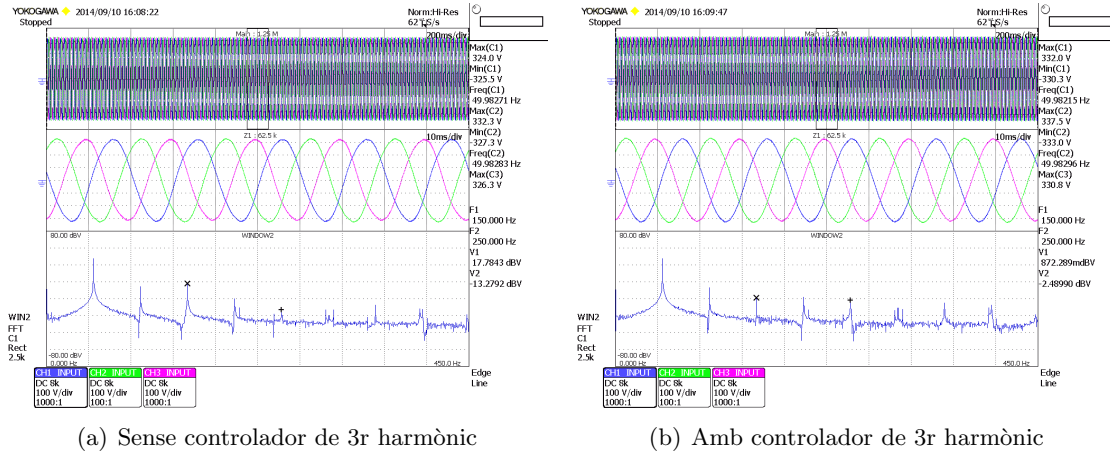 YOKOGAWA 2014/09/10 16:08:22
Stopped
Norm:Hi-Res
62.5S/s
200ms/div
Main : 1.25 M
Max(C1)
324.0 V
Min(C1)
-325.5 V
Freq(C1)
49.98271 Hz
Max(C2)
332.3 V
Min(C2)
-327.3 V
Freq(C2)
49.98283 Hz
Max(C3)
326.3 V
Z1 : 62.5 k
10ms/div
F1
150.000 Hz
F2
250.000 Hz
V1
17.7843 dBV
V2
-13.2792 dBV
80.00 dBV
WINDOW2
WIN2
FFT
C1
Rect
2.5k
-80.00 dBV
0.000 Hz
450.0 Hz
CH1 INPUT
DC 8k
100 V/div
1000:1
CH2 INPUT
DC 8k
100 V/div
100:1
CH3 INPUT
DC 8k
100 V/div
1000:1
Edge
Line
(a) Sense controlador de 3r harmònic
YOKOGAWA 2014/09/10 16:09:47
Stopped
Norm:Hi-Res
200ms/div
Main : 1.25 M
Max(C1)
332.0 V
Min(C1)
-330.3 V
Freq(C1)
49.98215 Hz
Max(C2)
337.5 V
Min(C2)
-333.0 V
Freq(C2)
49.98296 Hz
Max(C3)
330.8 V
Z1 : 62.5 k
10ms/div
F1
150.000 Hz
F2
250.000 Hz
V1
872.289mdBV
V2
-2.48990 dBV
80.00 dBV
WINDOW2
WIN2
FFT
C1
Rect
2.5k
-80.00 dBV
0.000 Hz
450.0 Hz
CH1 INPUT
DC 8k
100 V/div
1000:1
CH2 INPUT
DC 8k
100 V/div
100:1
CH3 INPUT
DC 8k
100 V/div
1000:1
Edge
Line
(b) Amb controlador de 3r harmònic